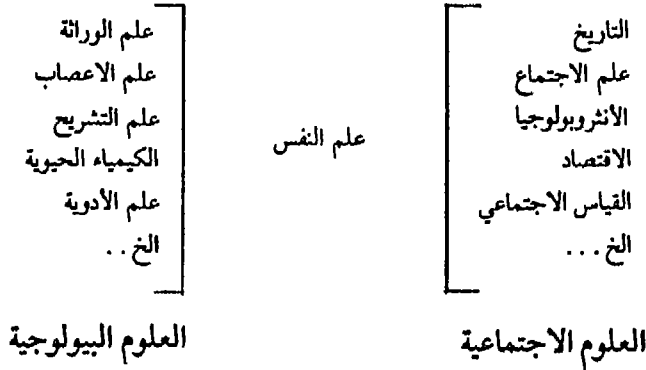 التاريخ
علم الاجتماع
الأنثروبولوجيا
الاقتصاد
القياس الاجتماعي
الخ...
العلوم الاجتماعية
علم النفس
علم الوراثة
علم الاعصاب
علم التشريح
الكيمياء الحيوية
علم الأدوية
الخ..
العلوم البيولوجية